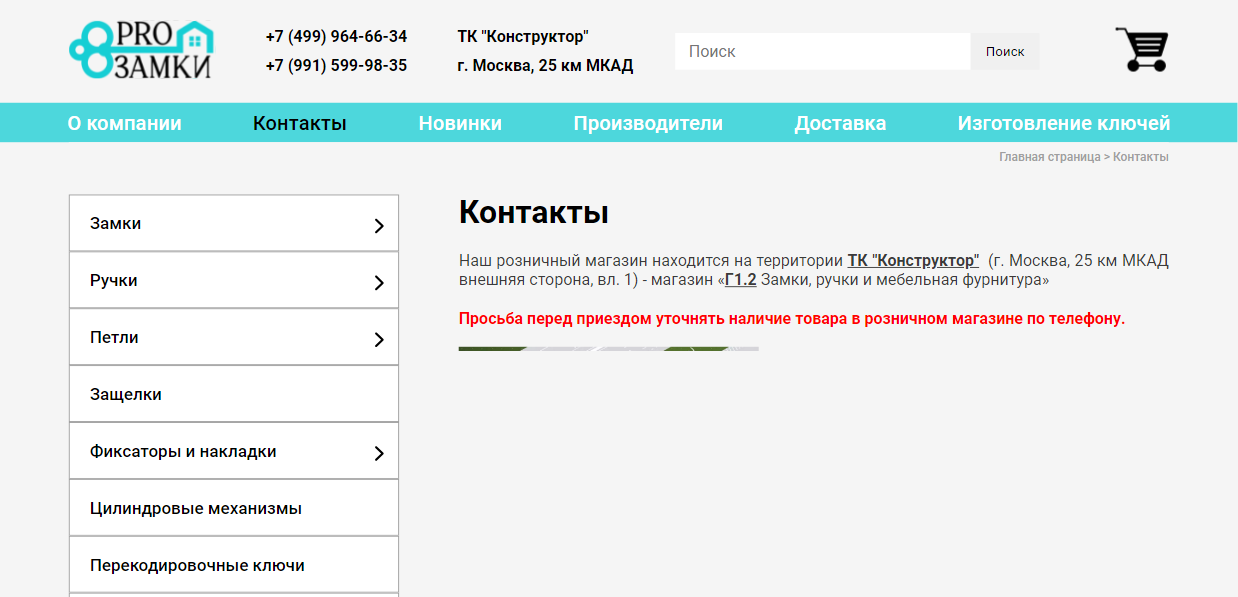 PRO
ЗАМКИ
+7 (499) 964-66-34
+7 (991) 599-98-35
ТК "Конструктор"
г. Москва, 25 км МКАД
Поиск
Поиск
О компании
Контакты
Новинки
Производители
Доставка
Изготовление ключей
Главная страница > Контакты
Замки
Ручки
Петли
Защелки
Фиксаторы и накладки
Цилиндровые механизмы
Перекодировочные ключи
Контакты
Наш розничный магазин находится на территории ТК "Конструктор" (г. Москва, 25 км МКАД
внешняя сторона, вл. 1) - магазин «Г1.2 Замки, ручки и мебельная фурнитура»
Просьба перед приездом уточнять наличие товара в розничном магазине по телефону.